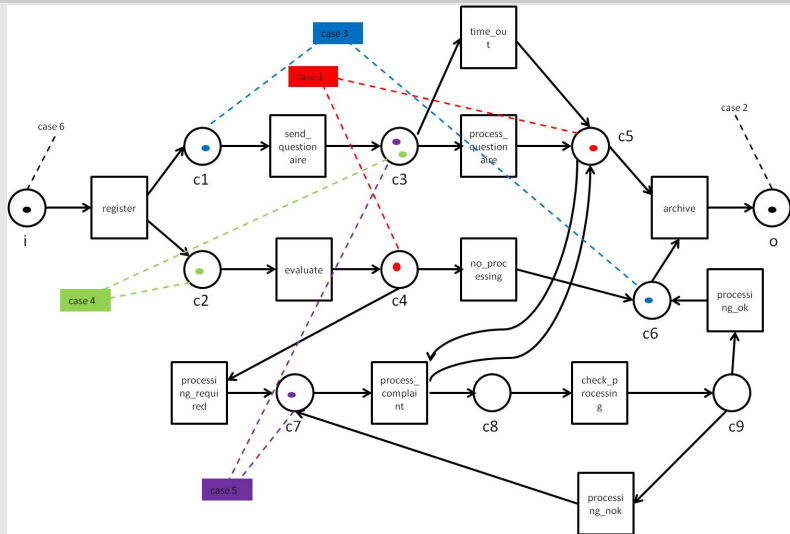 time_ou
t
case 3
case 1
case 6
case 2
send_
question
aire
process_
question
aire
c5
c1
c3
register
archive
i
o
evaluate
no_pro
cessing
c2
c4
case 4
c6
processi
ng_ok
processi
ng_requi
red
process_
complai
nt
check_p
rocessin
g
c7
c8
c9
case 5
processi
ng_nok